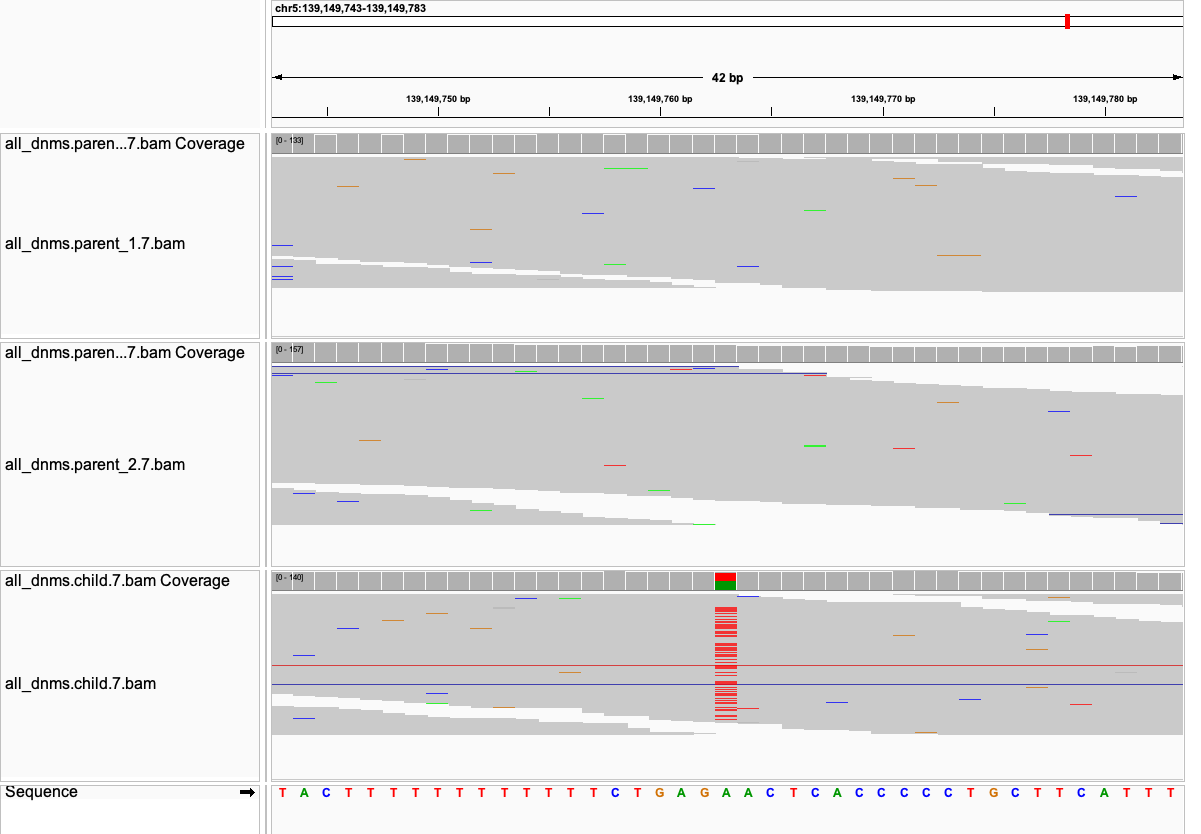 chr5:139,149,743-139,149,783
42 bp
139,149,750 bp 139,149,760 bp 139,149,770 bp 139,149,780 bp
all_dnms.paren...7.bam Coverage
[0 - 133]
all_dnms.parent_1.7.bam
all_dnms.paren...7.bam Coverage
[0 - 157]
all_dnms.parent_2.7.bam
all_dnms.child.7.bam Coverage
[0 - 140]
all_dnms.child.7.bam
Sequence T A C T T T T T T T T T T T T C T G A G A A C T C A C C C C C T G C T T C A T T T